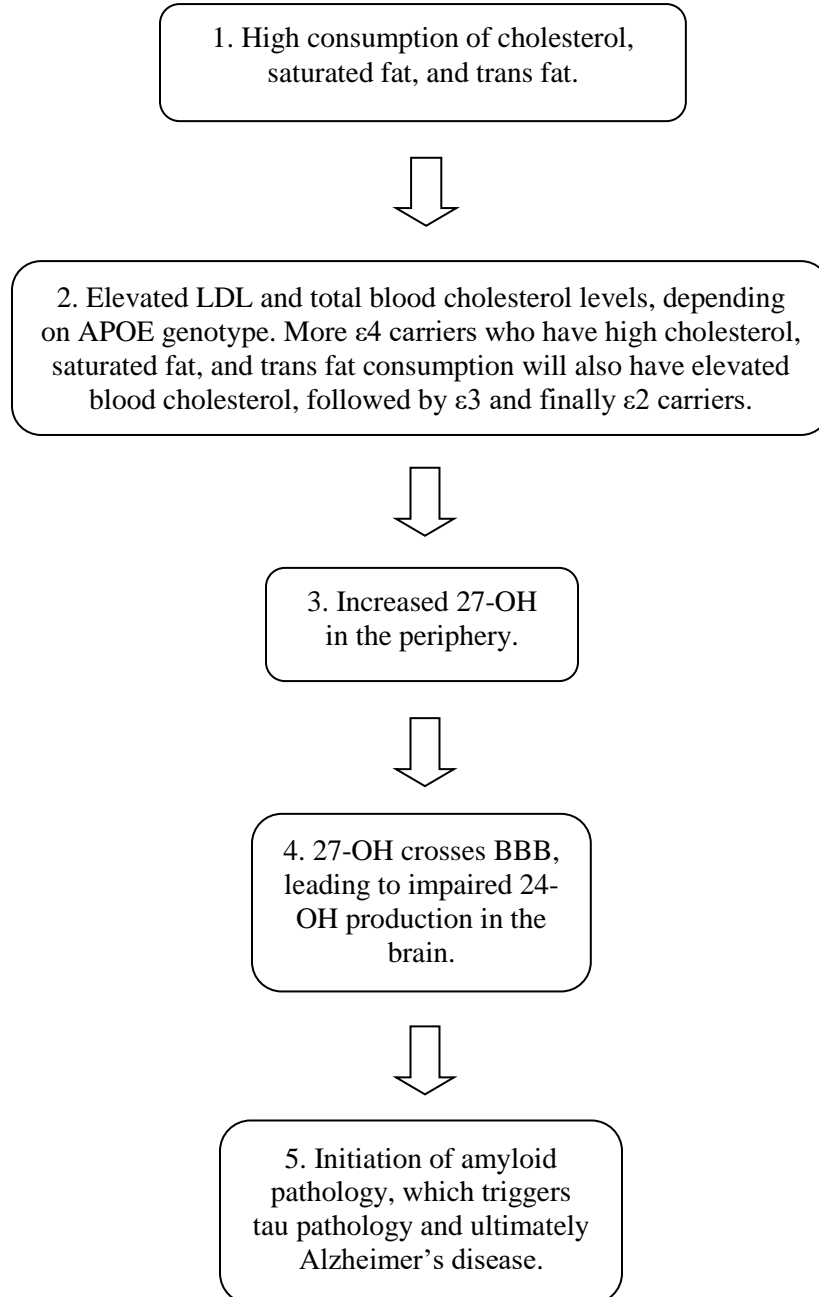 1. High consumption of cholesterol,
saturated fat, and trans fat.
2. Elevated LDL and total blood cholesterol levels, depending
on APOE genotype. More ε4 carriers who have high cholesterol,
saturated fat, and trans fat consumption will also have elevated
blood cholesterol, followed by ε3 and finally ε2 carriers.
3. Increased 27-OH
in the periphery.
4. 27-OH crosses BBB,
leading to impaired 24-
OH production in the
brain.
5. Initiation of amyloid
pathology, which triggers
tau pathology and ultimately
Alzheimer’s disease.